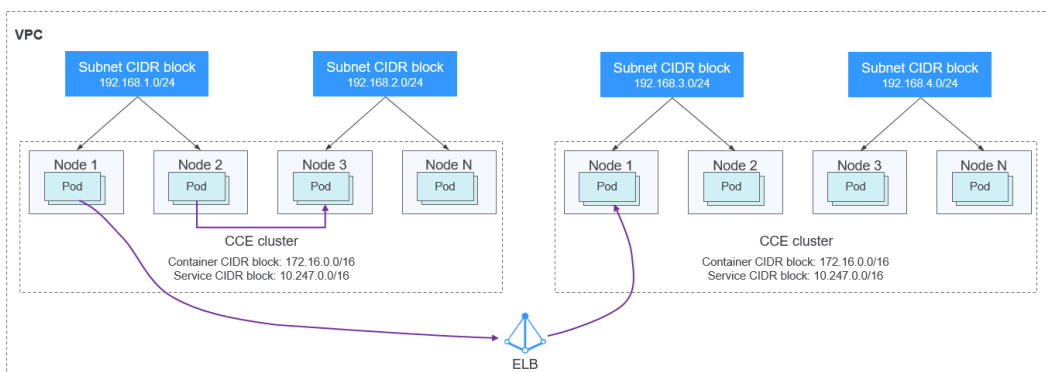 VPC
Subnet CIDR block
192.168.1.0/24
Subnet CIDR block
192.168.2.0/24
Subnet CIDR block
192.168.3.0/24
Subnet CIDR block
192.168.4.0/24
Node 1
Pod
Node 2
Pod
Node 3
Pod
Node N
Pod
Node 1
Pod
Node 2
Pod
Node 3
Pod
Node N
Pod
CCE cluster
Container CIDR block: 172.16.0.0/16
Service CIDR block: 10.247.0.0/16
CCE cluster
Container CIDR block: 172.16.0.0/16
Service CIDR block: 10.247.0.0/16
ELB